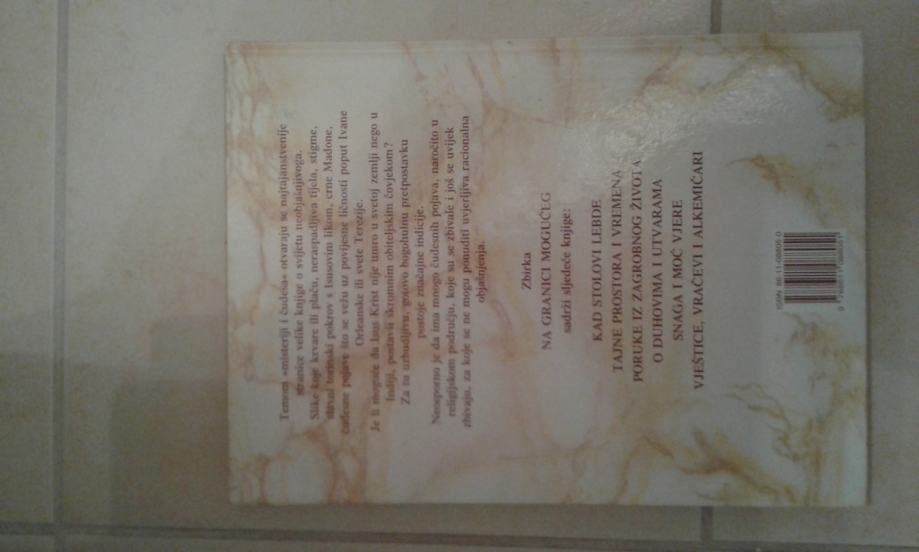 Temom »misteriji i čudesa« otvaraju se najtajanstvenije
stranice velike knjige o svijetu neobjašnjivoga.
Slike koje krvare ili plaču, neraspadljiva tijela, stigme,
torinski pokrov s Isusovim likom, crne Madone,
čudesne pojave što se vežu uz povijesne ličnosti poput Ivane
Orleanske ili svete Terezije.
Je li moguće da Isus Krist nije umro u svetoj zemlji nego u
Indiji, postavši skromnim obiteljskim čovjekom?
Za tu uzbudljivu, gotovo bogohulnu pretpostavku
postoje značajne indicije.
Neosporno je da ima mnogo čudesnih pojava, naročito u
religijskom području, koje su se zbivale i još se uvijek
zbivaju, za koje se ne mogu ponuditi uvjerljiva racionalna
objašnjenja.
Zbirka
NA GRANICI MOGUĆEG
sadrži sljedeće knjige:
KAD STOLOVI LEBDE
TAJNE PROSTORA I VREMENA
PORUKE IZ ZAGROBNOG ŽIVOTA
O DUHOVIMA I UTVARAMA
SNAGA I MOĆ VJERE
VJEŠTICE, VRAČEVI I ALKEMIČARI